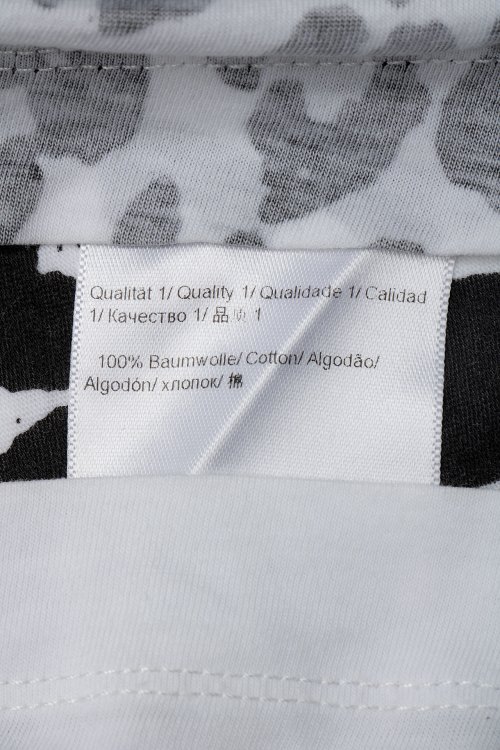 Qualität 1/ Quality 1/ Qualidade 1/ Calidad
1/ Качество 1/ 品 1
100% Baumwolle/ Cotton/ Algodão/
Algodón/ хлопок/ 棉